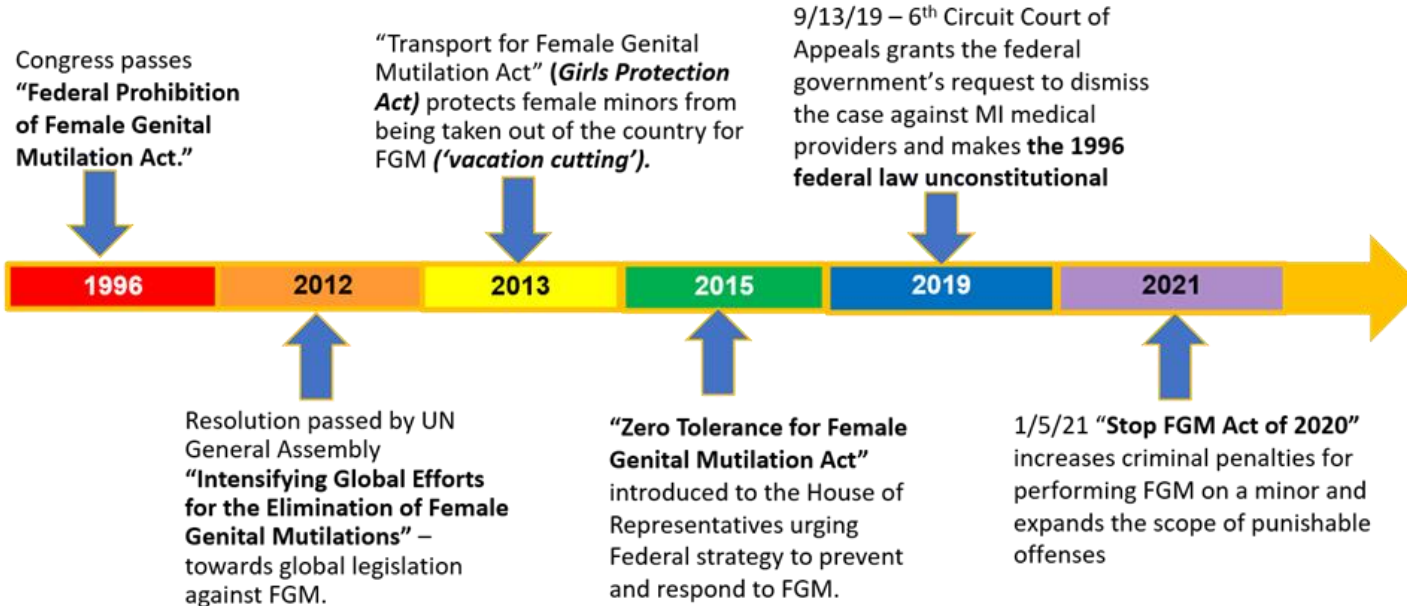 Congress passes
“Federal Prohibition
of Female Genital
Mutilation Act.”
“Transport for Female Genital
Mutilation Act” (Girls Protection
Act) protects female minors from
being taken out of the country for
FGM (‘vacation cutting’).
9/13/19 – 6th Circuit Court of
Appeals grants the federal
government’s request to dismiss
the case against MI medical
providers and makes the 1996
federal law unconstitutional
1996
2012
2013
2015
2019
2021
Resolution passed by UN
General Assembly
“Intensifying Global Efforts
for the Elimination of Female
Genital Mutilations” –
towards global legislation
against FGM.
“Zero Tolerance for Female
Genital Mutilation Act”
introduced to the House of
Representatives urging
Federal strategy to prevent
and respond to FGM.
1/5/21 “Stop FGM Act of 2020”
increases criminal penalties for
performing FGM on a minor and
expands the scope of punishable
offenses